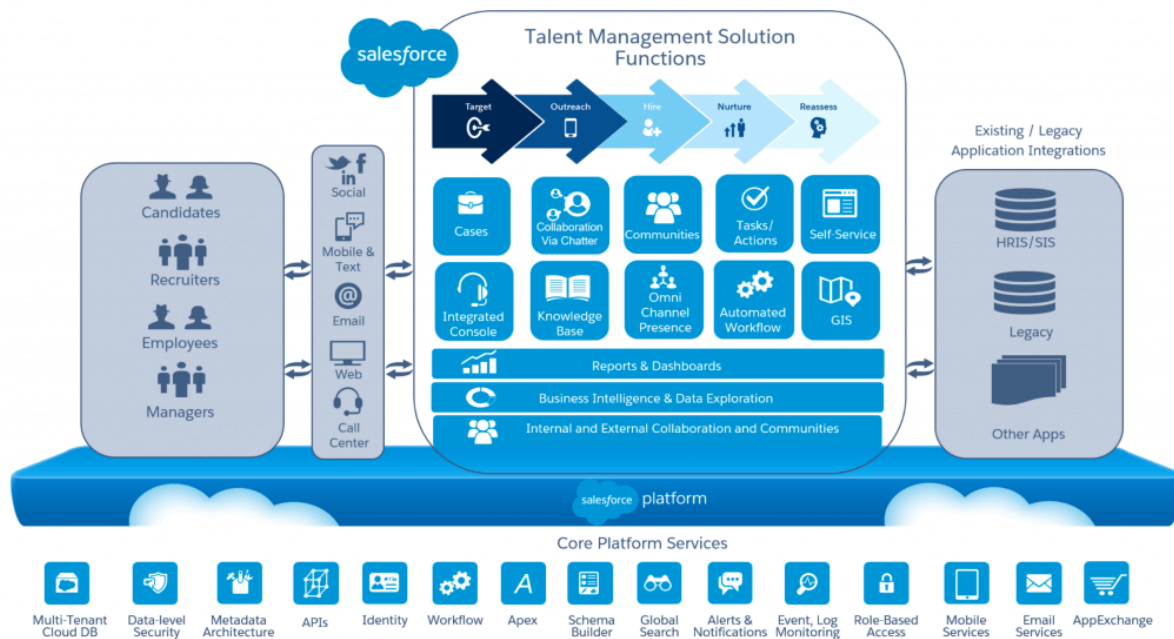 salesforce
Talent Management Solution
Functions
Target
Outreach
Hire
Nurture
Reassess
Candidates
Recruiters
Employees
Managers
Social
Mobile &
Text
Email
Web
Call
Center
Cases
Collaboration
Via Chatter
Communities
Tasks/
Actions
Self-Service
Integrated
Console
Knowledge
Base
Omni
Channel
Presence
Automated
Workflow
GIS
Reports & Dashboards
Business Intelligence & Data Exploration
Internal and External Collaboration and Communities
Existing / Legacy
Application Integrations
HRIS/SIS
Legacy
Other Apps
salesforce platform
Core Platform Services
Multi-Tenant
Cloud DB
Data-level
Security
Metadata
Architecture
APIs
Identity
Workflow
A
Apex
Schema
Builder
Global
Search
Alerts &
Notifications
Event, Log
Monitoring
Role-Based
Access
Mobile
Services
Email
Services
AppExchange